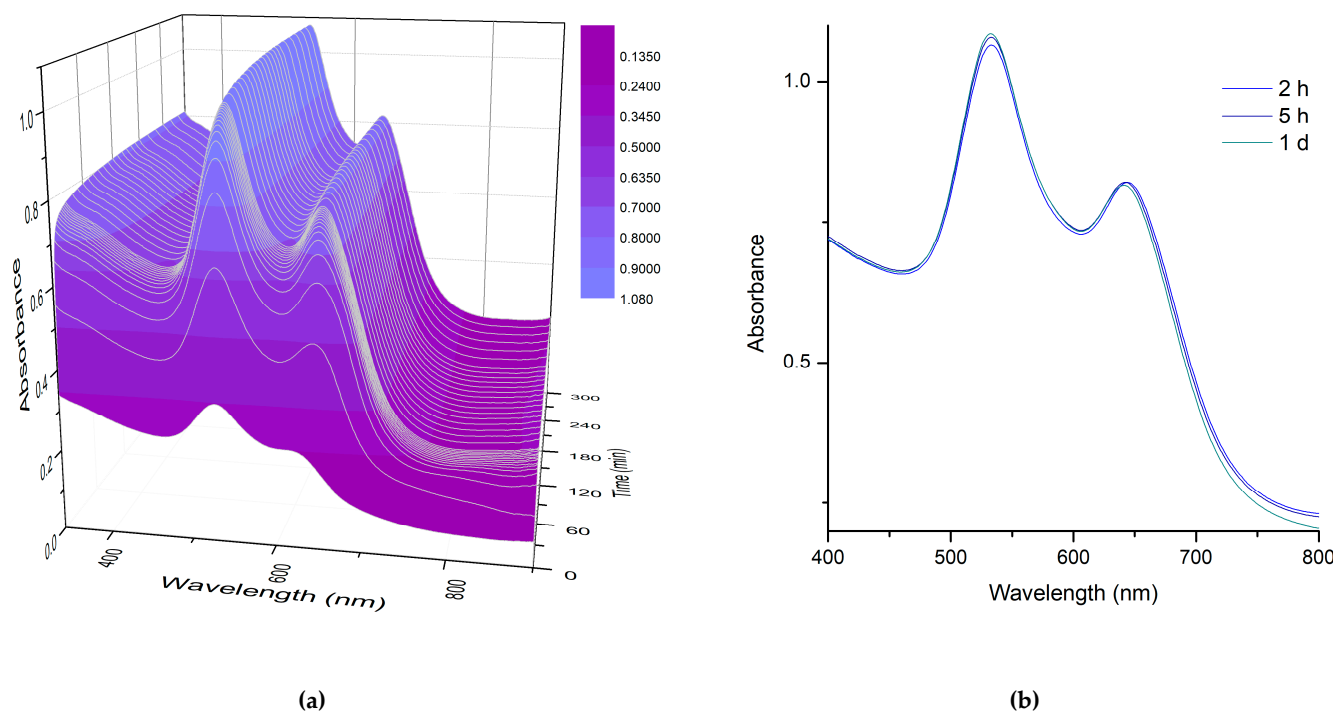 1.0
0.8
0.6
0.4
0.2
0.0
Absorbance
400
600
800
Wavelength (nm)
0
60
120
180
240
300
Time (min)
0.1350
0.2400
0.3450
0.5000
0.6350
0.7000
0.8000
0.9000
1.080
(a)
1.0
0.5
Absorbance
2 h
5 h
1 d
400 500 600 700 800
Wavelength (nm)
(b)